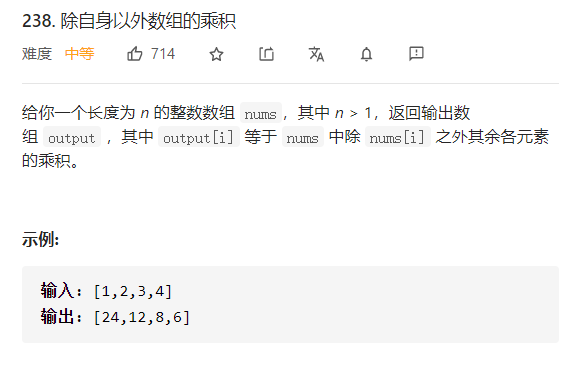 238. 除自身以外数组的乘积
难度 中等 714
给你一个长度为 n 的整数数组 nums，其中 n > 1，返回输出数
组 output ，其中 output[i] 等于 nums 中除 nums[i] 之外其余各元素
的乘积。
示例:
输入: [1,2,3,4]
输出: [24,12,8,6]